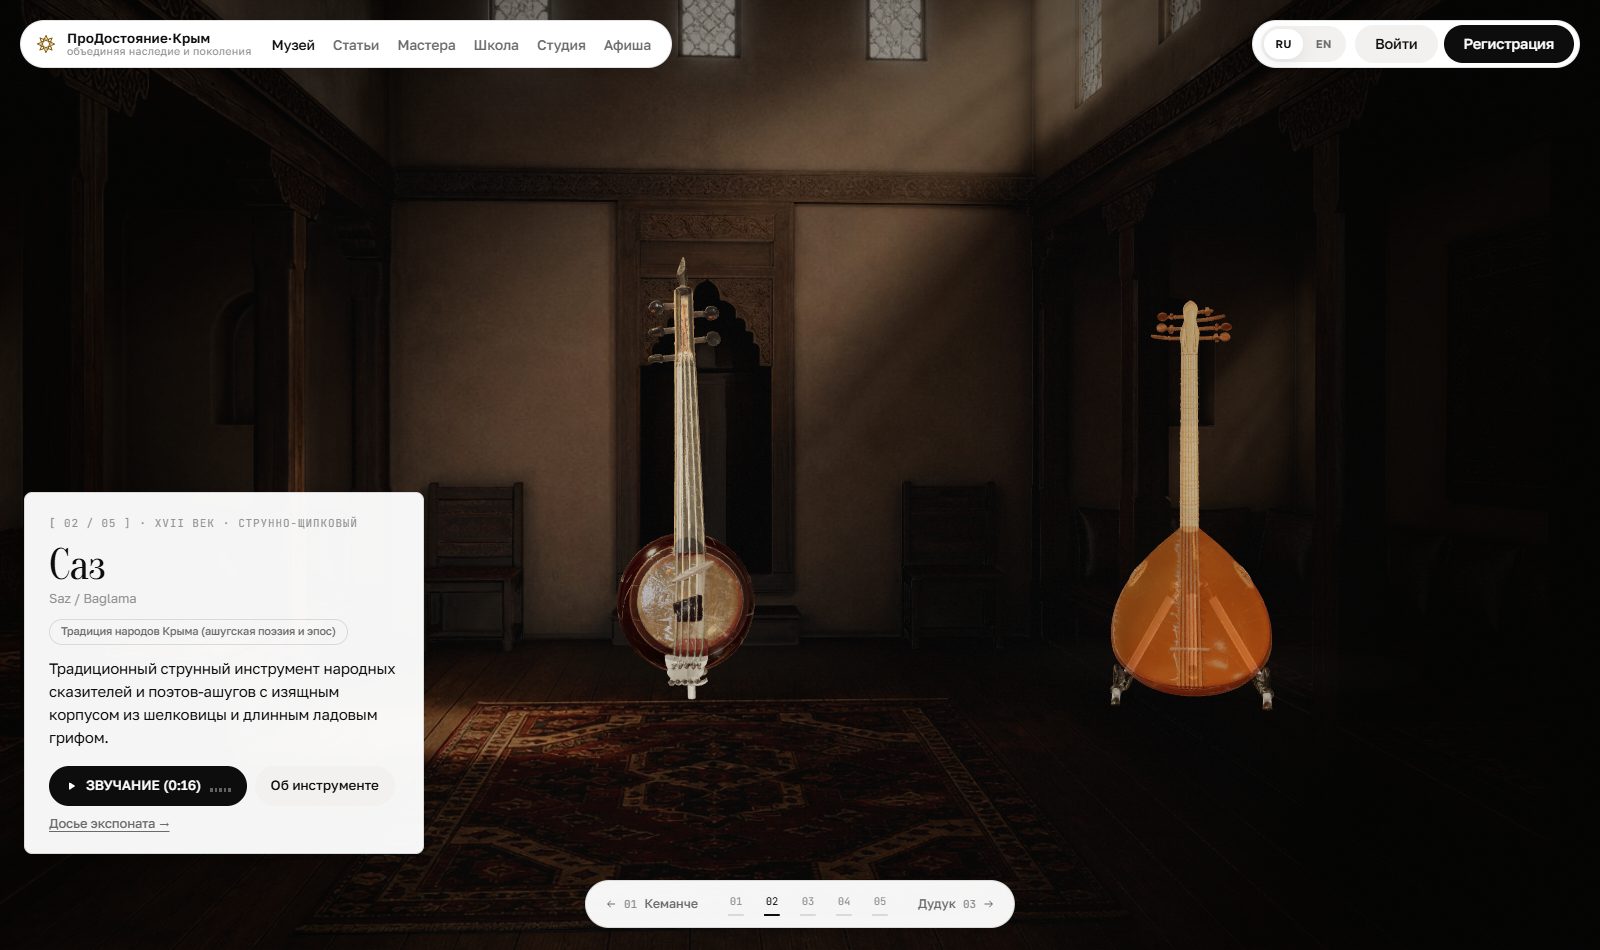 ПроДостояние·Крым
объединяя наследие и поколения
Музей Статьи Мастера Школа Студия Афиша
RU EN Войти Регистрация
[ 02 / 05 ] · XVII ВЕК · СТРУННО-ЩИПКОВЫЙ
Саз
Saz / Baglama
Традиция народов Крыма (ашугская поэзия и эпос)
Традиционный струнный инструмент народных
сказителей и поэтов-ашугов с изящным
корпусом из шелковицы и длинным ладовым
грифом.
ЗВУЧАНИЕ (0:16) Об инструменте
Досье экспоната →
← 01 Кеманче 01 02 03 04 05 Дудук 03 →